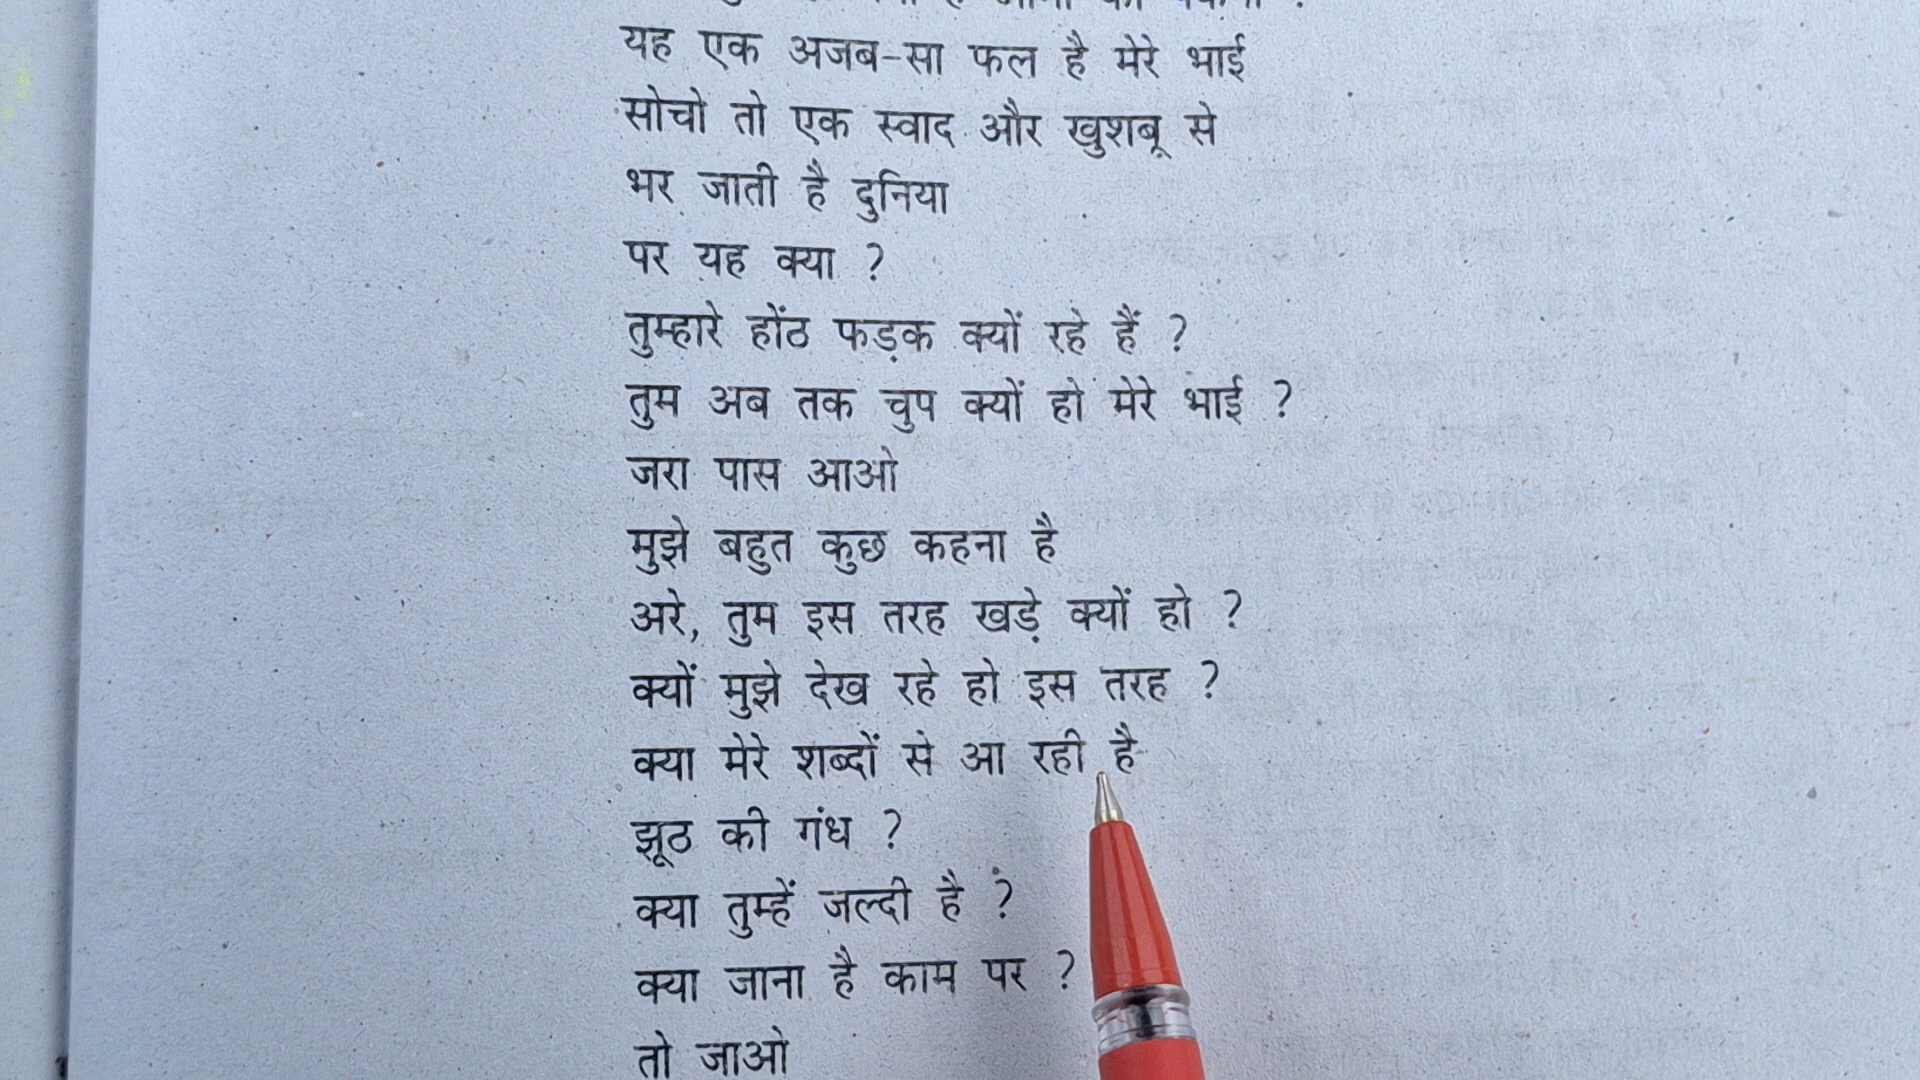 यह एक अजब-सा फल है मेरे भाई
सोचो तो एक स्वाद और खुशबू से
भर जाती है दुनिया
पर यह क्या ?
तुम्हारे होंठ फड़क क्यों रहे हैं ?
तुम अब तक चुप क्यों हो मेरे भाई ?
जरा पास आओ
मुझे बहुत कुछ कहना है
अरे, तुम इस तरह खड़े क्यों हो ?
क्यों मुझे देख रहे हो इस तरह ?
क्या मेरे शब्दों से आ रही है
झूठ की गंध ?
क्या तुम्हें जल्दी है ?
क्या जाना है काम पर ?
तो जाओ